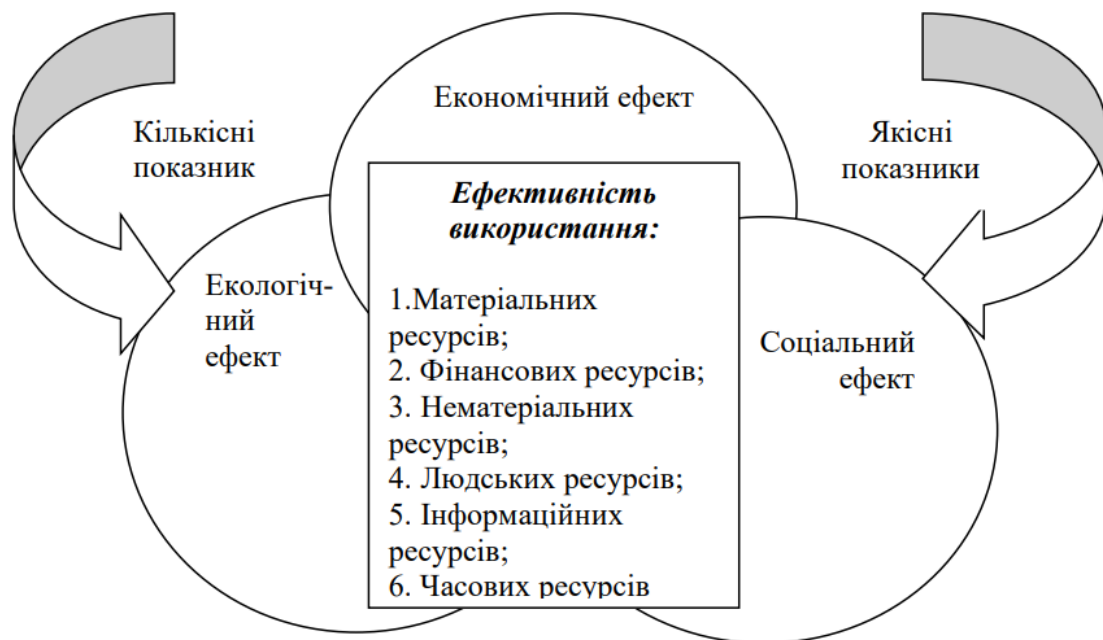 Економічний ефект
Кількісні
показник
Якісні
показники
Ефективність
використання:
Екологіч-
ний
ефект
1.Матеріальних
ресурсів;
2. Фінансових ресурсів;
3. Нематеріальних
ресурсів;
4. Людських ресурсів;
5. Інформаційних
ресурсів;
6. Часових ресурсів
Соціальний
ефект